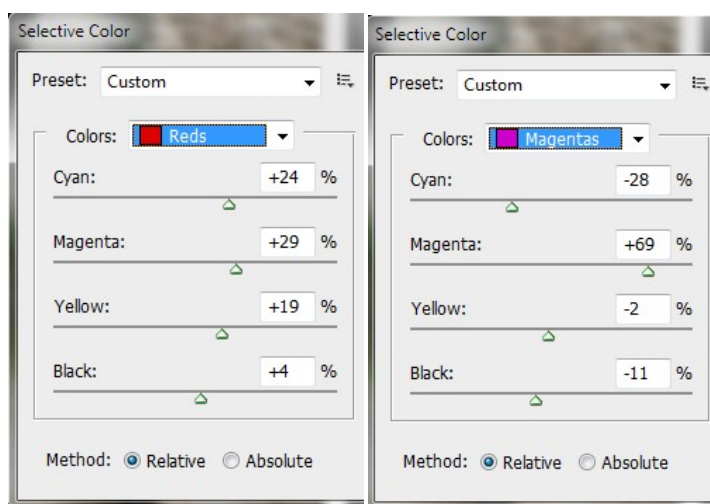 Selective Color
Preset: Custom
Colors: Reds
Cyan: +24 %
Magenta: +29 %
Yellow: +19 %
Black: +4 %
Method: Relative Absolute
Selective Color
Preset: Custom
Colors: Magentas
Cyan: -28 %
Magenta: +69 %
Yellow: -2 %
Black: -11 %
Method: Relative Absolute